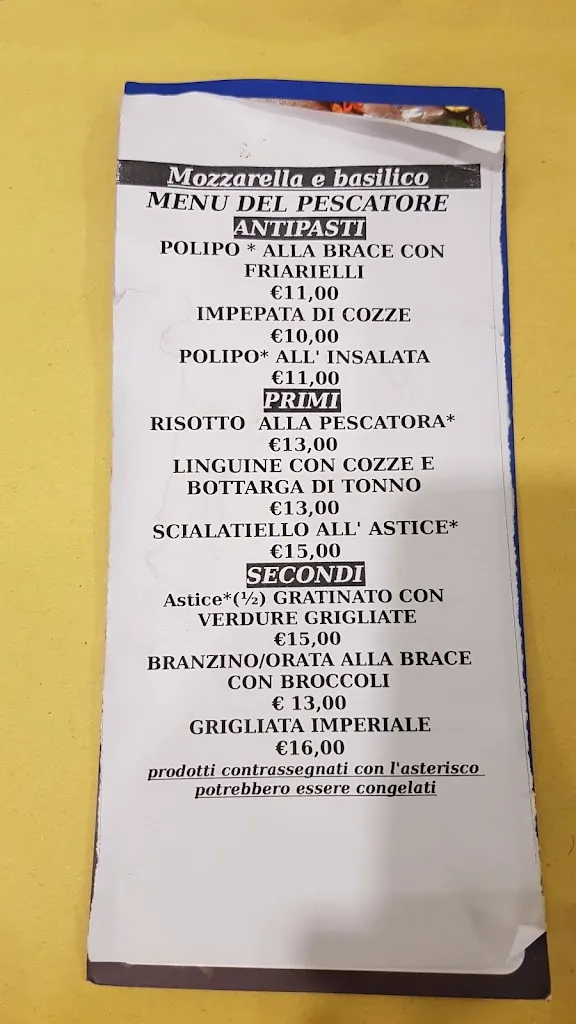 Mozzarella e basilico
MENU DEL PESCATORE
ANTIPASTI
POLIPO * ALLA BRACE CON
FRIARIELLI
€11,00
IMPEPATA DI COZZE
€10,00
POLIPO* ALL' INSALATA
€11,00
PRIMI
RISOTTO ALLA PESCATORA*
€13,00
LINGUINE CON COZZE E
BOTTARGA DI TONNO
€13,00
SCIALATIELLO ALL' ASTICE*
€15,00
SECONDI
Astice*(½) GRATINATO CON
VERDURE GRIGLIATE
€15,00
BRANZINO/ORATA ALLA BRACE
CON BROCCOLI
€ 13,00
GRIGLIATA IMPERIALE
€16,00
prodotti contrassegnati con l'asterisco
potrebbero essere congelati